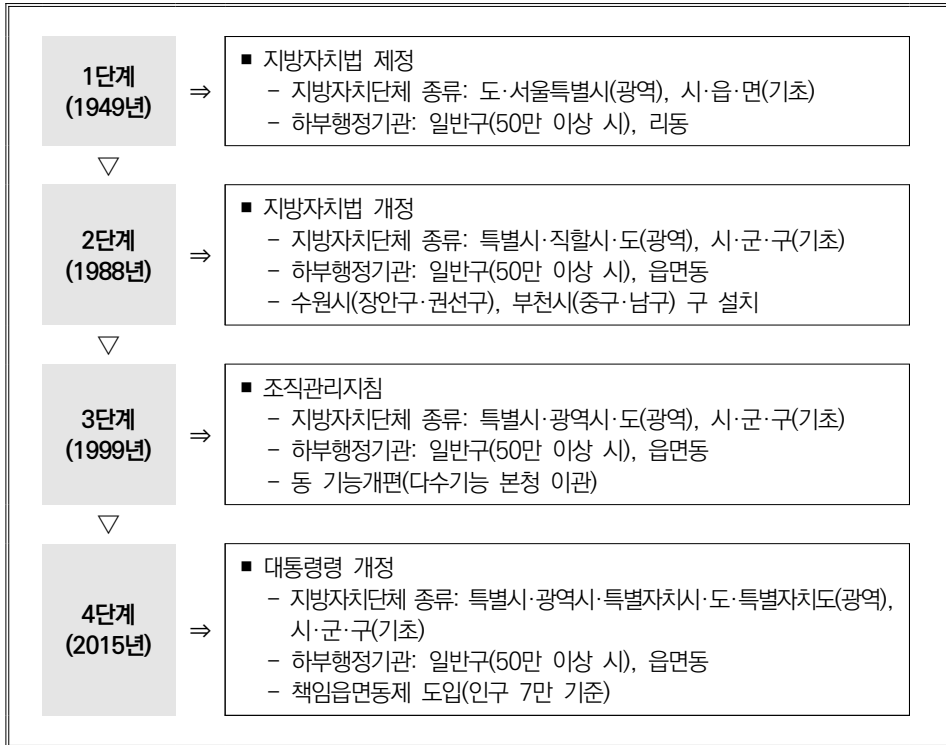 1단계
(1949년)
⇒
■ 지방자치법 제정
- 지방자치단체 종류: 도·서울특별시(광역), 시·읍·면(기초)
- 하부행정기관: 일반구(50만 이상 시), 리동
▽
2단계
(1988년)
⇒
■ 지방자치법 개정
- 지방자치단체 종류: 특별시·직할시·도(광역), 시·군·구(기초)
- 하부행정기관: 일반구(50만 이상 시), 읍면동
- 수원시(장안구·권선구), 부천시(중구·남구) 구 설치
▽
3단계
(1999년)
⇒
■ 조직관리지침
- 지방자치단체 종류: 특별시·광역시·도(광역), 시·군·구(기초)
- 하부행정기관: 일반구(50만 이상 시), 읍면동
- 동 기능개편(다수기능 본청 이관)
▽
4단계
(2015년)
⇒
■ 대통령령 개정
- 지방자치단체 종류: 특별시·광역시·특별자치시·도·특별자치도(광역),
시·군·구(기초)
- 하부행정기관: 일반구(50만 이상 시), 읍면동
- 책임읍면동제 도입(인구 7만 기준)